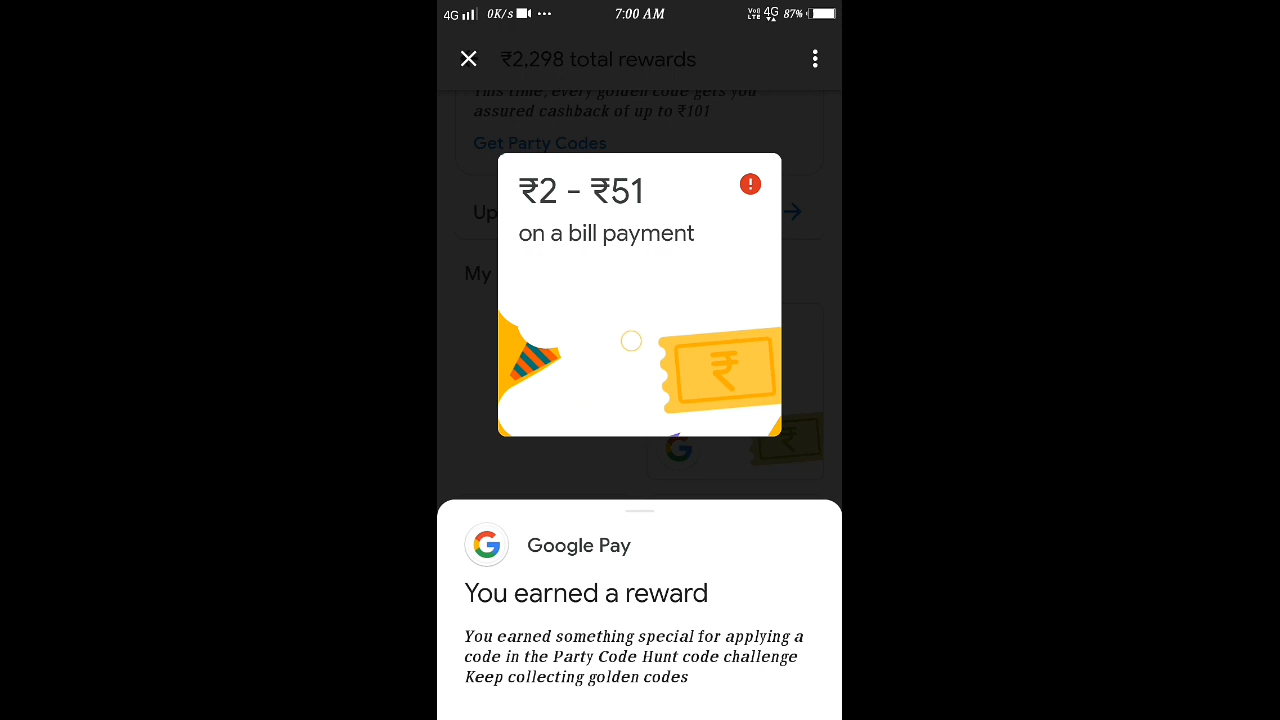 4G 0K/s ... 7:00 AM VoLTE 4G 87%
₹2,298 total rewards
This time, every golden code gets you
assured cashback of up to ₹101
Get Party Codes
₹2 - ₹51
on a bill payment
Up
My
₹
Google Pay
You earned a reward
You earned something special for applying a
code in the Party Code Hunt code challenge
Keep collecting golden codes